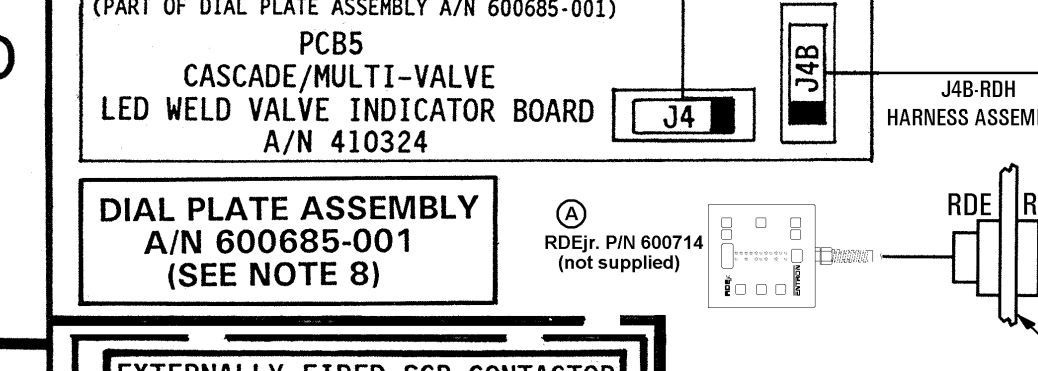 (PART OF DIAL PLATE ASSEMBLY A/N 600685-001)
PCB5
CASCADE/MULTI-VALVE
LED WELD VALVE INDICATOR BOARD
A/N 410324
J4
J4B
J4B-RDH
HARNESS
DIAL PLATE ASSEMBLY
A/N 600685-001
(SEE NOTE 8)
A
RDEjr. P/N 600714
(not supplied)
RDEjr.
ENTRON
RDE
EXTERNALLY FIRED SCR CONTACTOR